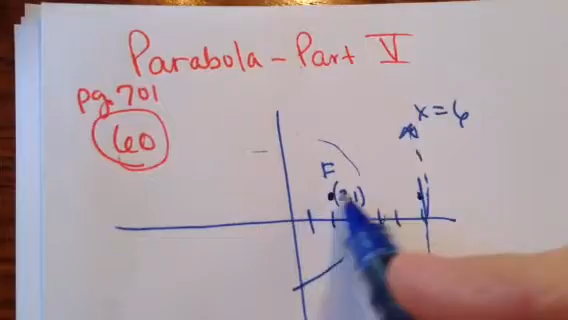 Parabola - Part V
pg. 701
60
x = 6
F
(2,1)